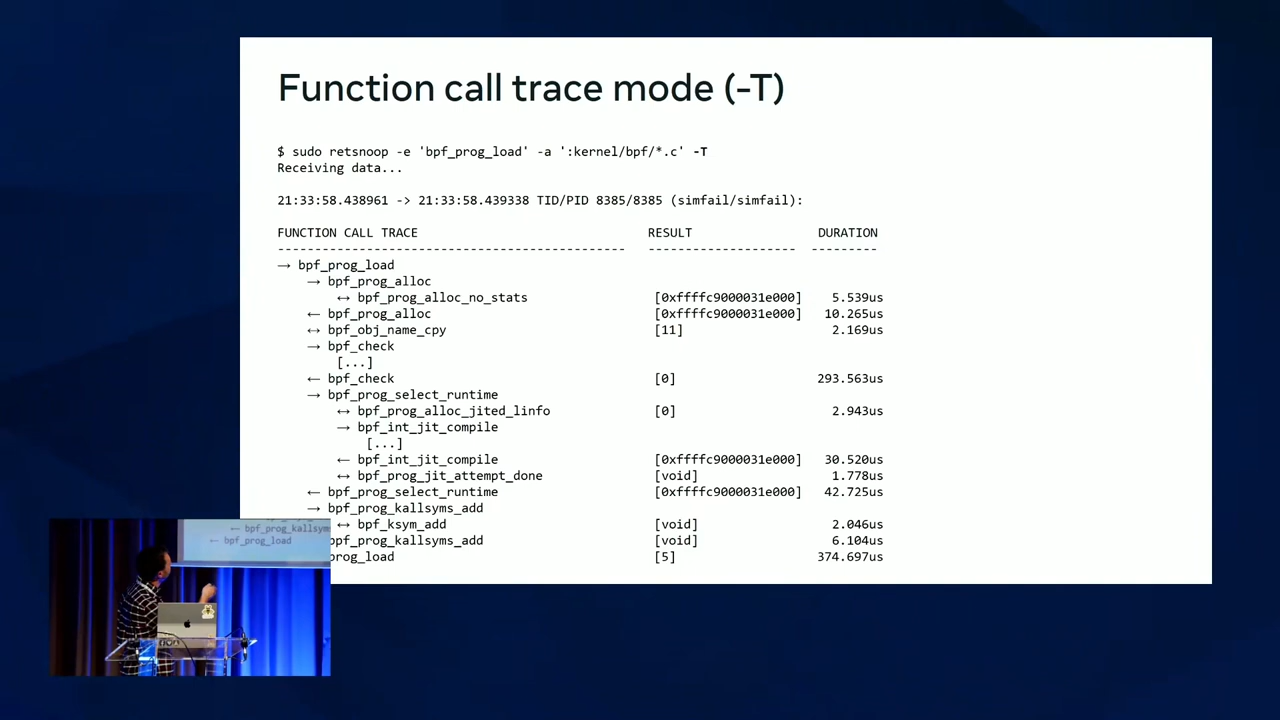 Function call trace mode (-T)
$ sudo retsnoop -e 'bpf_prog_load' -a ':kernel/bpf/*.c' -T
Receiving data...
21:33:58.438961 -> 21:33:58.439338 TID/PID 8385/8385 (simfail/simfail):
FUNCTION CALL TRACE RESULT DURATION
----------------------------------------------- -------------------- ---------
→ bpf_prog_load
→ bpf_prog_alloc
↔ bpf_prog_alloc_no_stats [0xffffc9000031e000] 5.539us
← bpf_prog_alloc [0xffffc9000031e000] 10.265us
↔ bpf_obj_name_cpy [11] 2.169us
→ bpf_check
[...]
← bpf_check [0] 293.563us
→ bpf_prog_select_runtime
↔ bpf_prog_alloc_jited_linfo [0] 2.943us
→ bpf_int_jit_compile
[...]
← bpf_int_jit_compile [0xffffc9000031e000] 30.520us
↔ bpf_prog_jit_attempt_done [void] 1.778us
← bpf_prog_select_runtime [0xffffc9000031e000] 42.725us
→ bpf_prog_kallsyms_add
↔ bpf_ksym_add [void] 2.046us
bpf_prog_kallsyms_add [void] 6.104us
prog_load [5] 374.697us
← bpf_prog_kallsyms
← bpf_prog_load